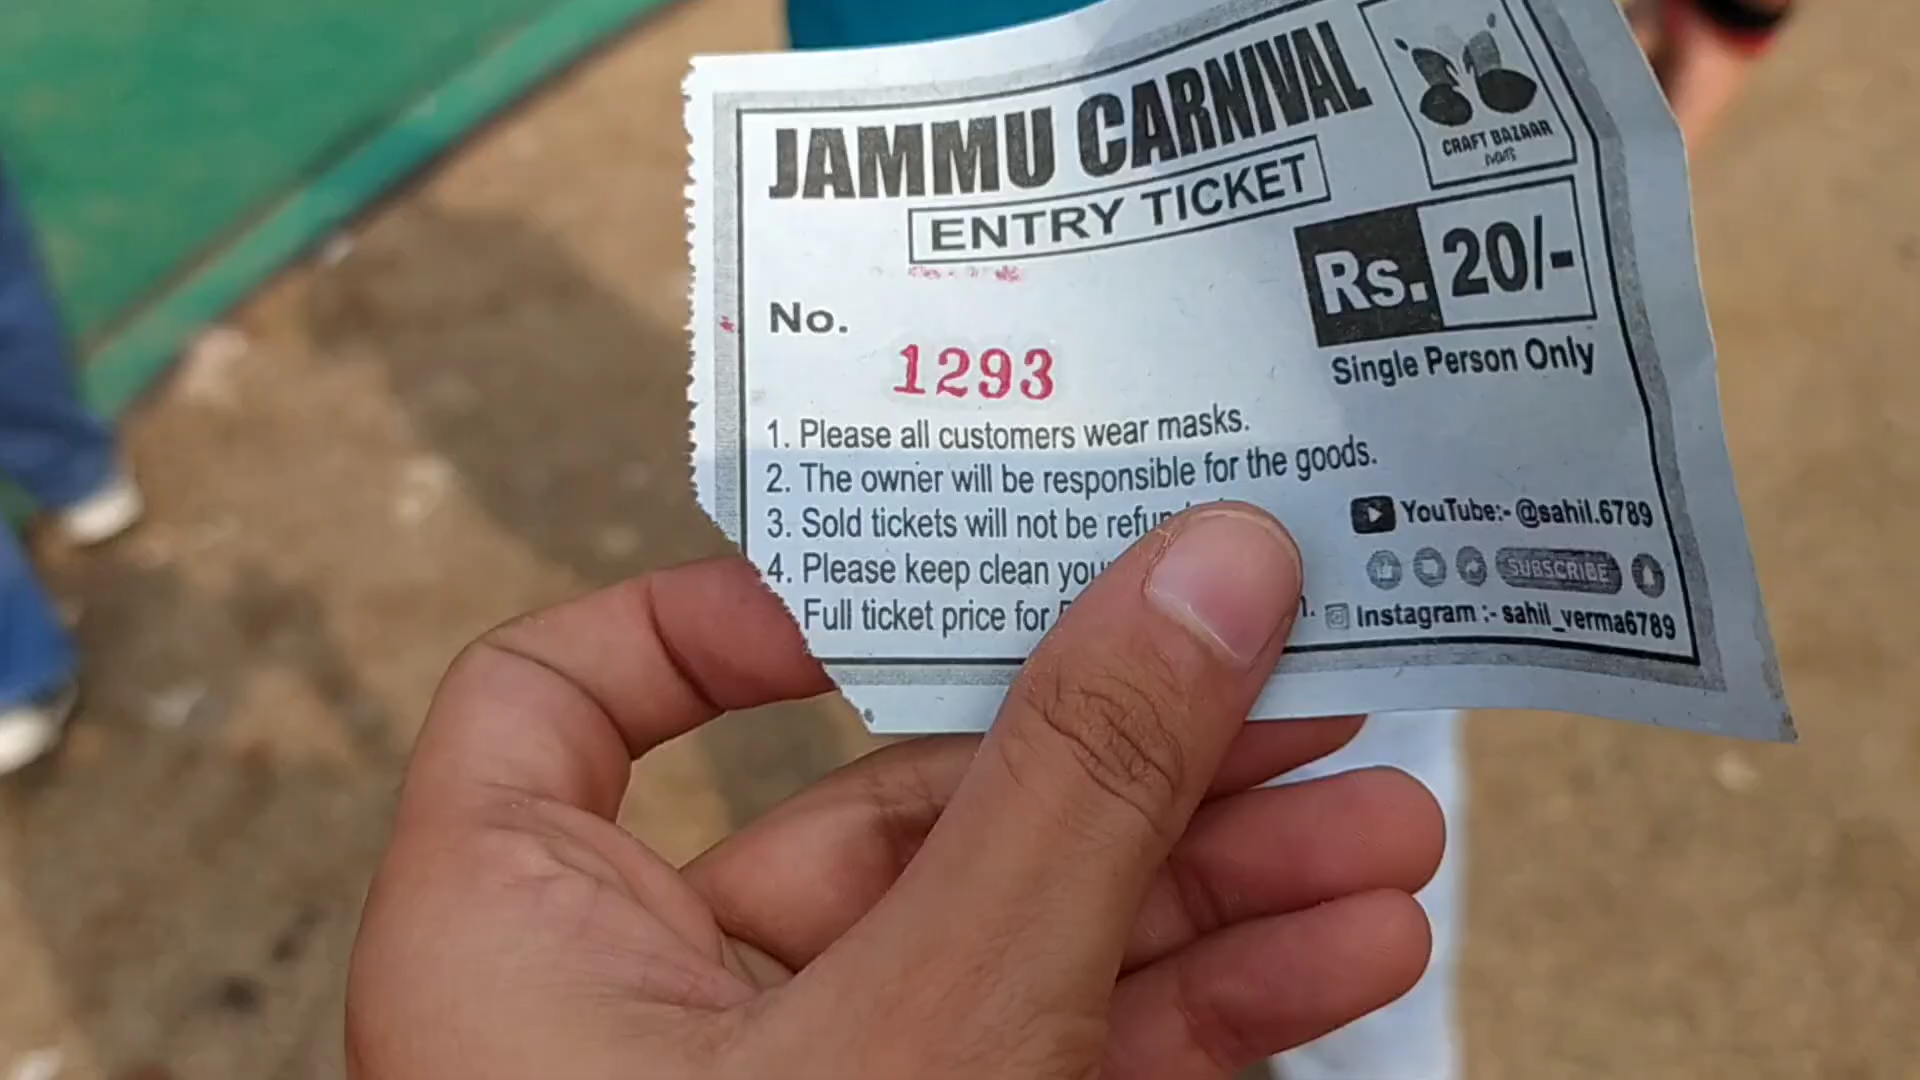 JAMMU CARNIVAL
CRAFT BAZAAR
ENTRY TICKET
Rs. 20/-
No.
1293
Single Person Only
1. Please all customers wear masks.
2. The owner will be responsible for the goods.
3. Sold tickets will not be
4. Please keep clean
Full ticket price for
YouTube:- @sahil.6789
SUBSCRIBE
Instagram :- sahil_verma6789